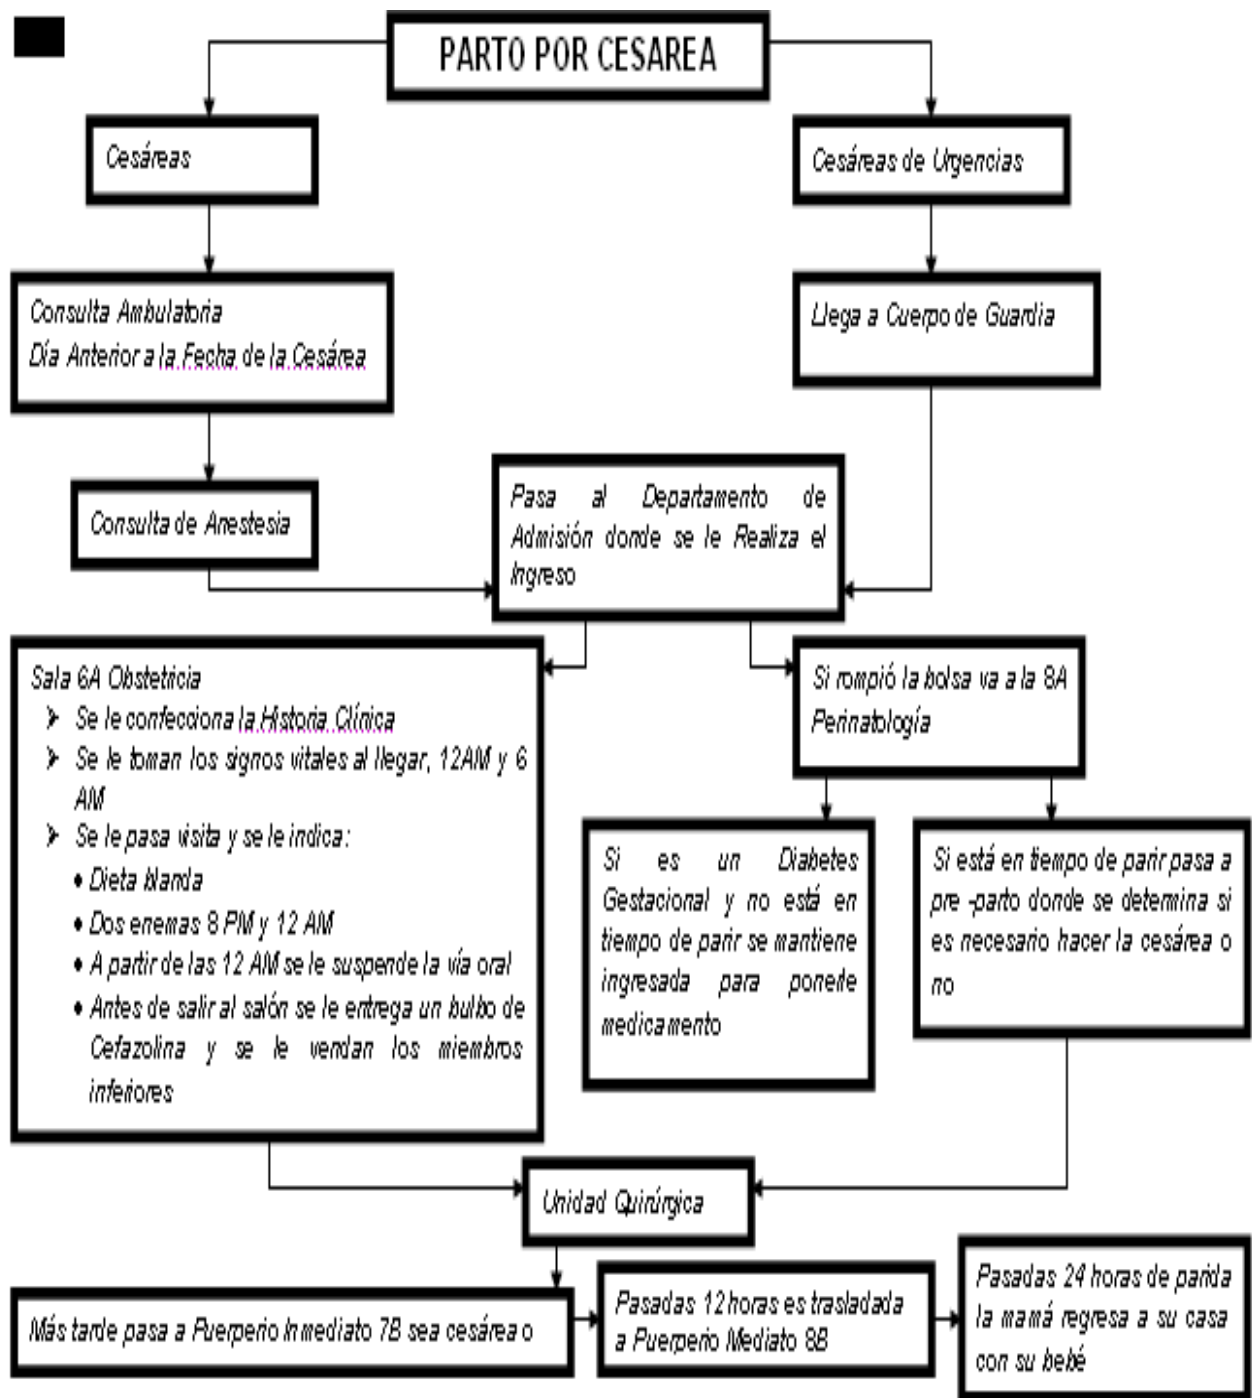 PARTO POR CESAREA
Cesáreas
Cesáreas de Urgencias
Consulta Ambulatoria
Día Anterior a la Fecha de la Cesárea
Llega a Cuerpo de Guardia
Consulta de Anestesia
Pasa al Departamento de
Admisión donde se le Realiza el
Ingreso
Sala 6A Obstetricia
➢ Se le confecciona la Historia Clínica
➢ Se le toman los signos vitales al llegar, 12AM y 6
AM
➢ Se le pasa visita y se le indica:
• Dieta blanda
• Dos enemas 8 PM y 12 AM
• A partir de las 12 AM se le suspende la vía oral
• Antes de salir al salón se le entrega un bulbo de
Cefazolina y se le vendan los miembros
inferiores
Si rompió la bolsa va a la 8A
Perinatología
Si es un Diabetes
Gestacional y no está en
tiempo de parir se mantiene
ingresada para ponerle
medicamento
Si está en tiempo de parir pasa a
pre -parto donde se determina si
es necesario hacer la cesárea o
no
Unidad Quirúrgica
Más tarde pasa a Puerperio Inmediato 7B sea cesárea o
Pasadas 12 horas es trasladada
a Puerperio Mediato 8B
Pasadas 24 horas de parida
la mamá regresa a su casa
con su bebé